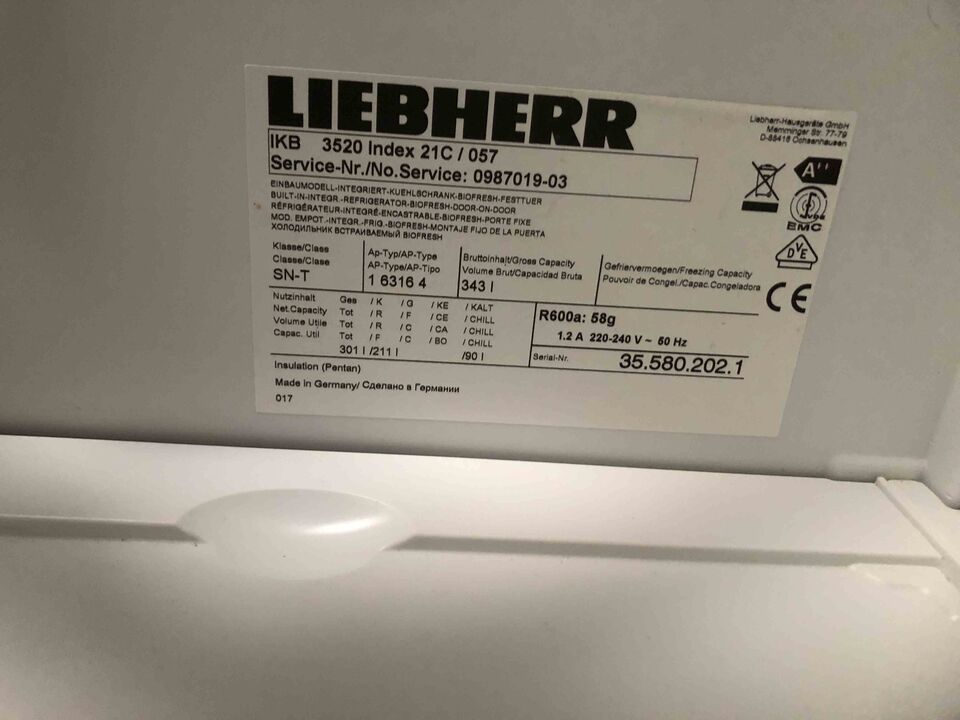 LIEBHERR
Liebherr-Hausgeräte GmbH
Memminger Str. 77-79
D-88416 Ochsenhausen
IKB 3520 Index 21C / 057
Service-Nr./No.Service: 0987019-03
A++
EINBAUMODELL-INTEGRIERT-KUEHLSCHRANK-BIOFRESH-FESTTUER
BUILT-IN-INTEGR.-REFRIGERATOR-BIOFRESH-DOOR-ON-DOOR
RÉFRIGÉRATEUR-INTEGRÉ-ENCASTRABLE-BIOFRESH-PORTE FIXE
MOD. EMPOT.-INTEGR.-FRIG.-BIOFRESH-MONTAJE FIJO DE LA PUERTA
ХОЛОДИЛЬНИК ВСТРАИВАЕМЫЙ BIOFRESH
VDE
EMC
DVE
CE
Klasse/Class
Classe/Clase
SN-T
Ap-Typ/AP-Type
AP-Type/AP-Tipo
1 6316 4
Bruttoinhalt/Gross Capacity
Volume Brut/Capacidad Bruta
343 l
Gefriervermoegen/Freezing Capacity
Pouvoir de Congel./Capac.Congeladora
Nutzinhalt Ges / K / G / KE / KALT
Net.Capacity Tot / R / F / CE / CHILL
Volume Utile Tot / R / C / CA / CHILL
Capac. Util Tot / F / C / BO / CHILL
301 l /211 l /90 l
R600a: 58g
1.2 A 220-240 V ~ 50 Hz
Serial-Nr. 35.580.202.1
Insulation (Pentan)
Made in Germany/ Сделано в Германии
017